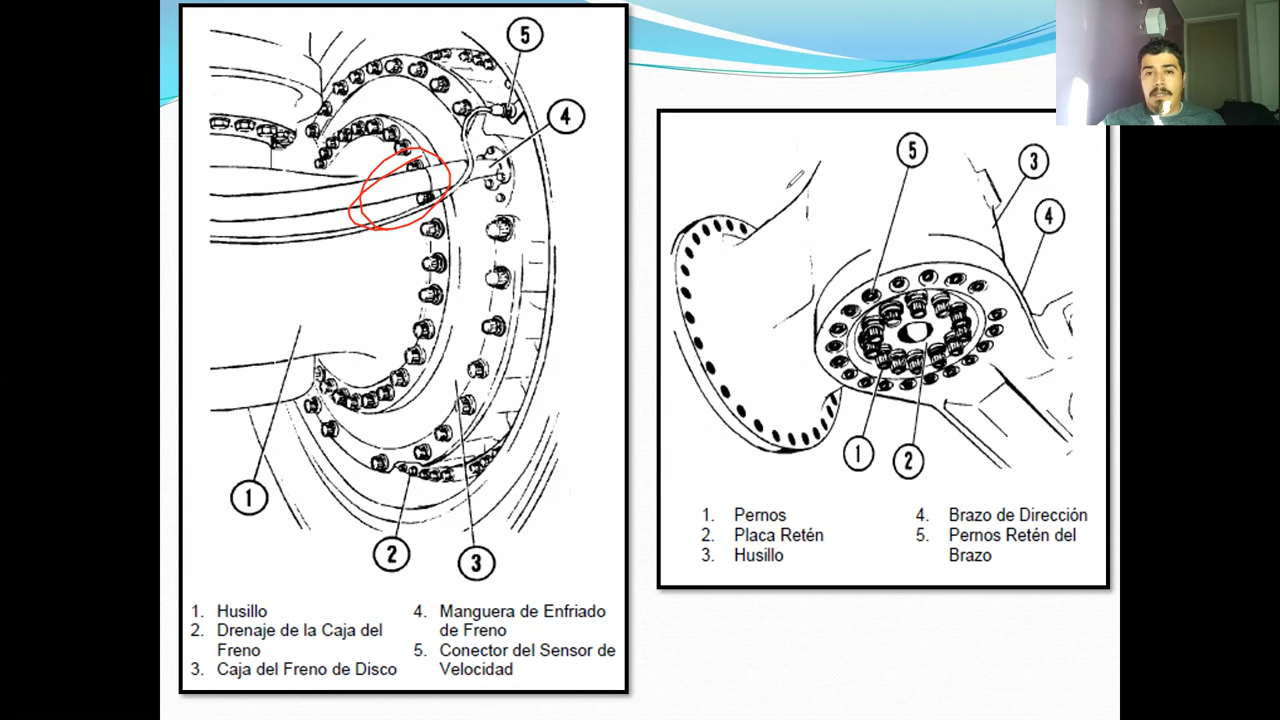 5
4
1
2
3
1. Husillo
2. Drenaje de la Caja del
Freno
3. Caja del Freno de Disco
4. Manguera de Enfriado
de Freno
5. Conector del Sensor de
Velocidad
5
3
4
1
2
1. Pernos
2. Placa Retén
3. Husillo
4. Brazo de Dirección
5. Pernos Retén del
Brazo